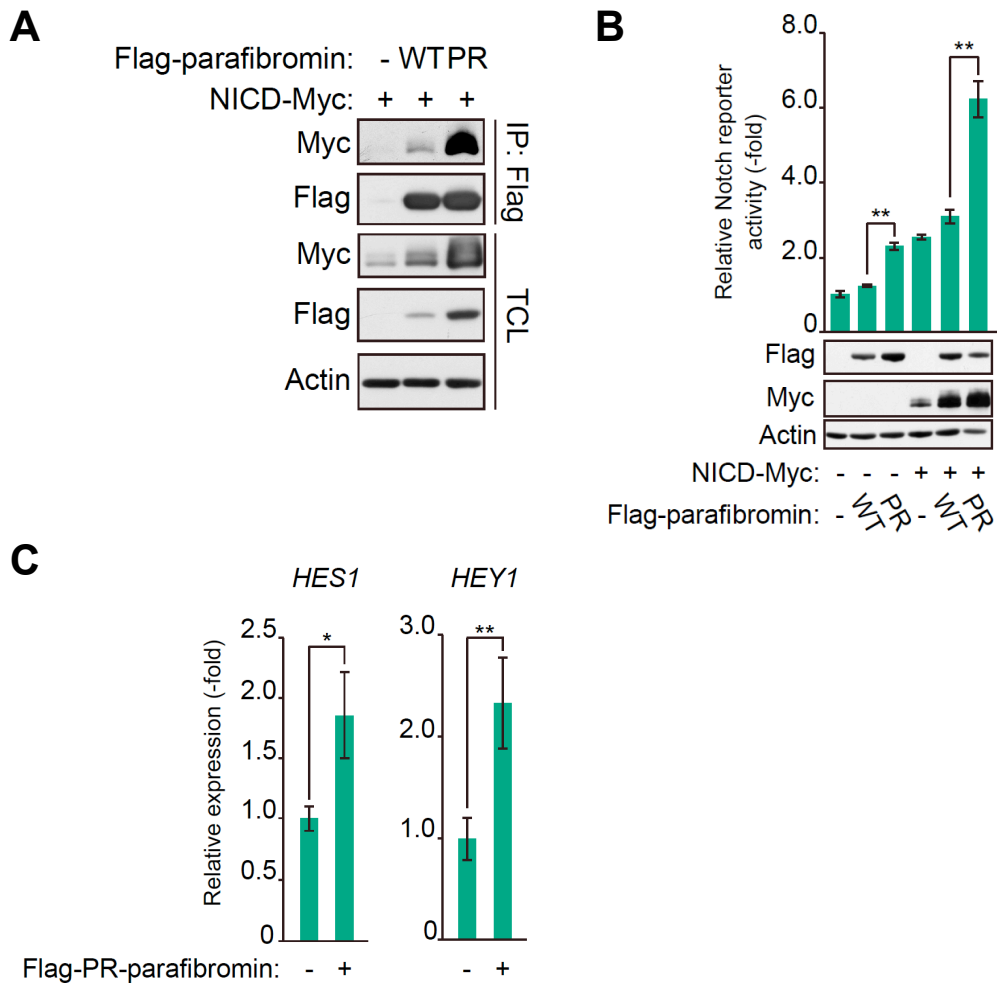 A
Flag-parafibromin: - WT PR
NICD-Myc: + + +
Myc
Flag
IP: Flag
Myc
Flag
Actin
TCL
B
Relative Notch reporter
activity (-fold)
8.0
6.0
4.0
2.0
0
**
**
Flag
Myc
Actin
NICD-Myc: - - - + + +
Flag-parafibromin: - WT PR - WT PR
C
HES1
Relative expression (-fold)
2.5
2.0
1.5
1.0
0.5
0
*
HEY1
3.0
2.0
1.0
0
**
Flag-PR-parafibromin: - + - +